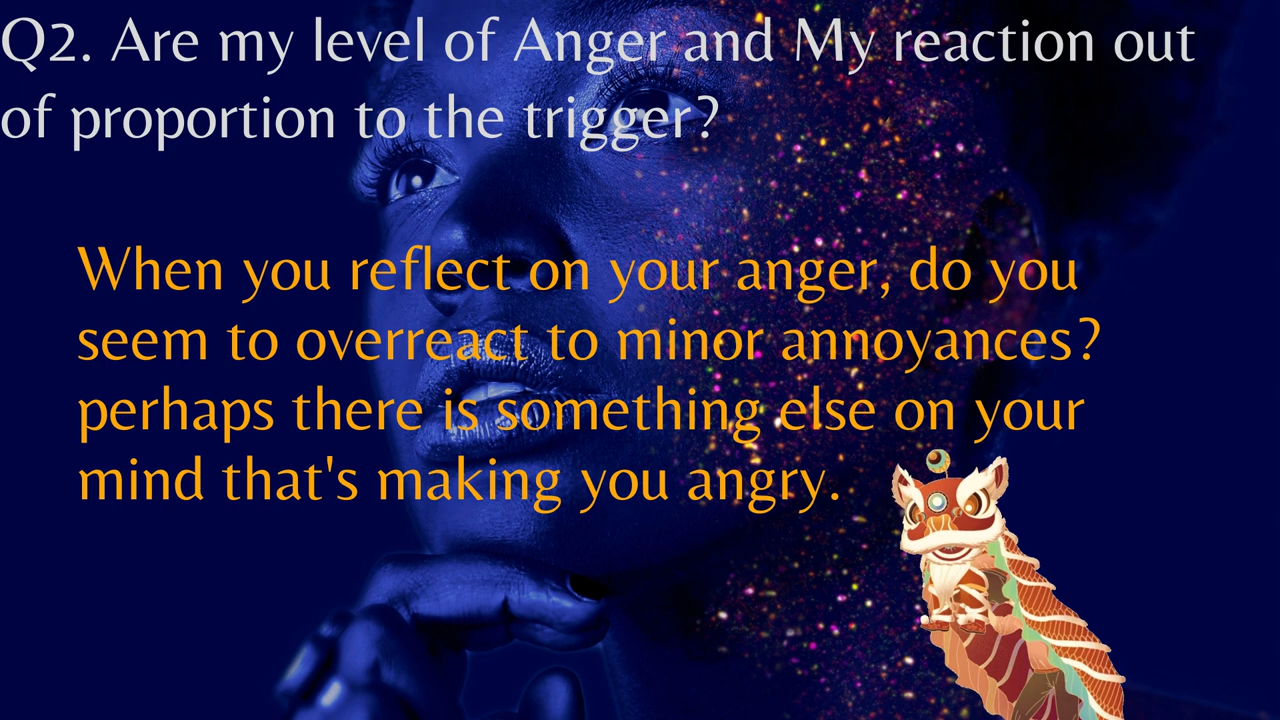 Q2. Are my level of Anger and My reaction out
of proportion to the trigger?
When you reflect on your anger, do you
seem to overreact to minor annoyances?
perhaps there is something else on your
mind that's making you angry.